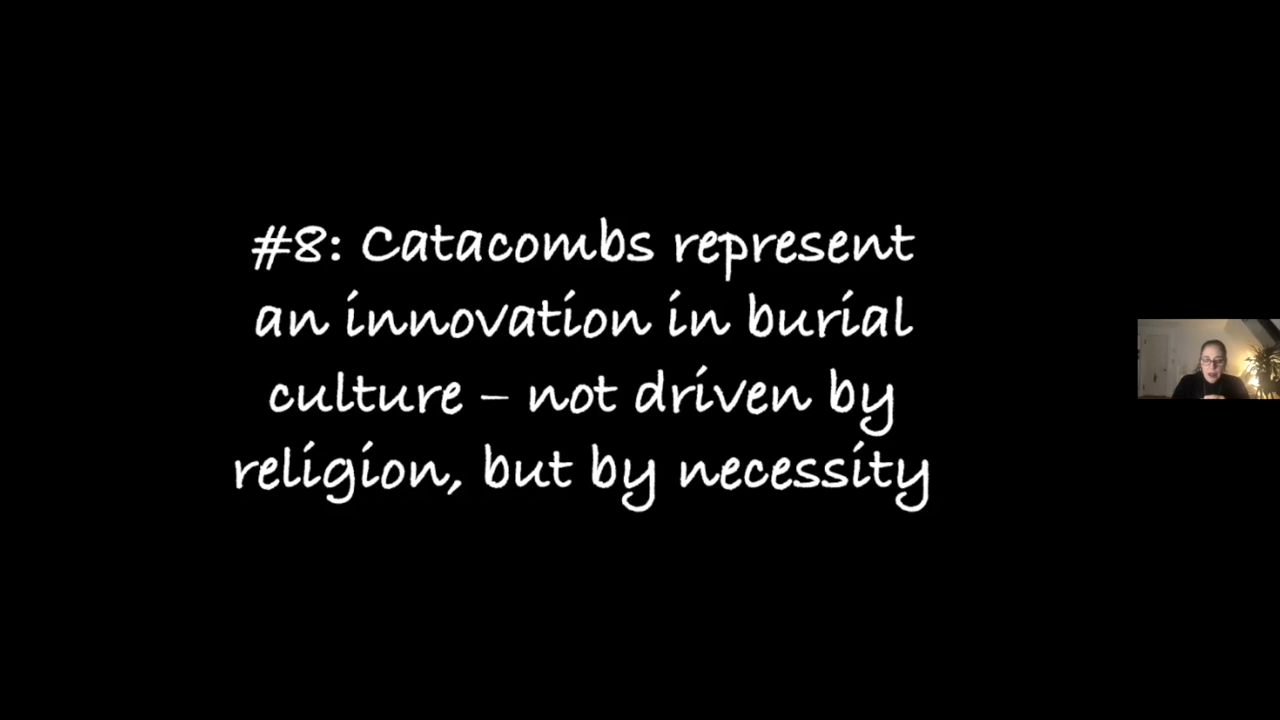 #8: Catacombs represent
an innovation in burial
culture – not driven by
religion, but by necessity